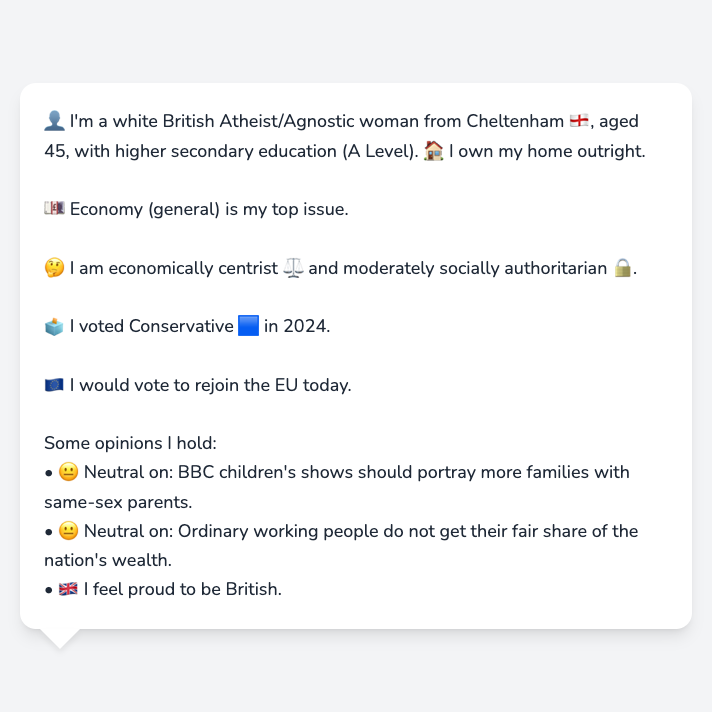 👤 I'm a white British Atheist/Agnostic woman from Cheltenham 🏴󠁧󠁢󠁥󠁮󠁧󠁿, aged
45, with higher secondary education (A Level). 🏠 I own my home outright.
💷 Economy (general) is my top issue.
🤔 I am economically centrist ⚖️ and moderately socially authoritarian 🔒.
🗳️ I voted Conservative 🟦 in 2024.
🇪🇺 I would vote to rejoin the EU today.
Some opinions I hold:
• 😐 Neutral on: BBC children's shows should portray more families with
same-sex parents.
• 😐 Neutral on: Ordinary working people do not get their fair share of the
nation's wealth.
• 🇬🇧 I feel proud to be British.